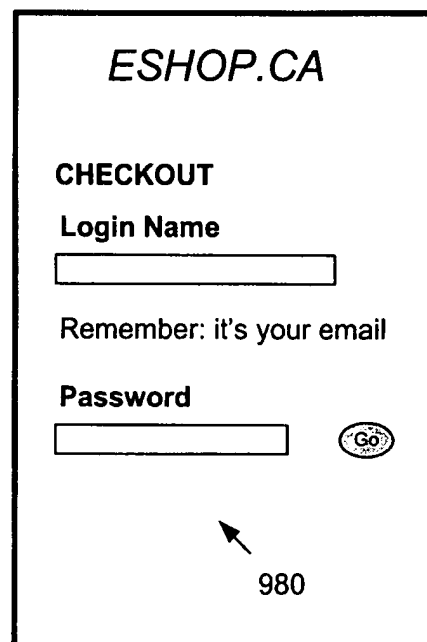 ESHOP.CA
CHECKOUT
Login Name
Remember: it's your email
Password
Go
980